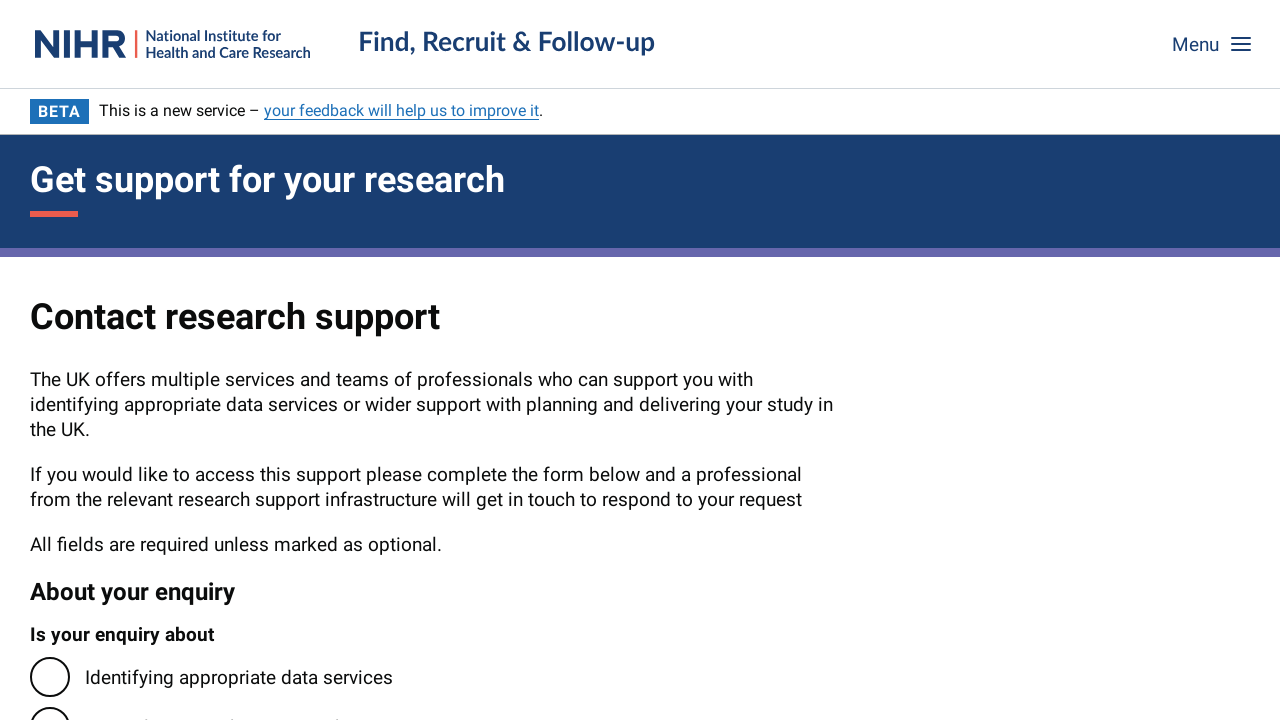 NIHR
National Institute for
Health and Care Research
Find, Recruit & Follow-up
Menu
BETA This is a new service – your feedback will help us to improve it.
Get support for your research
Contact research support
The UK offers multiple services and teams of professionals who can support you with
identifying appropriate data services or wider support with planning and delivering your study in
the UK.
If you would like to access this support please complete the form below and a professional
from the relevant research support infrastructure will get in touch to respond to your request
All fields are required unless marked as optional.
About your enquiry
Is your enquiry about
Identifying appropriate data services